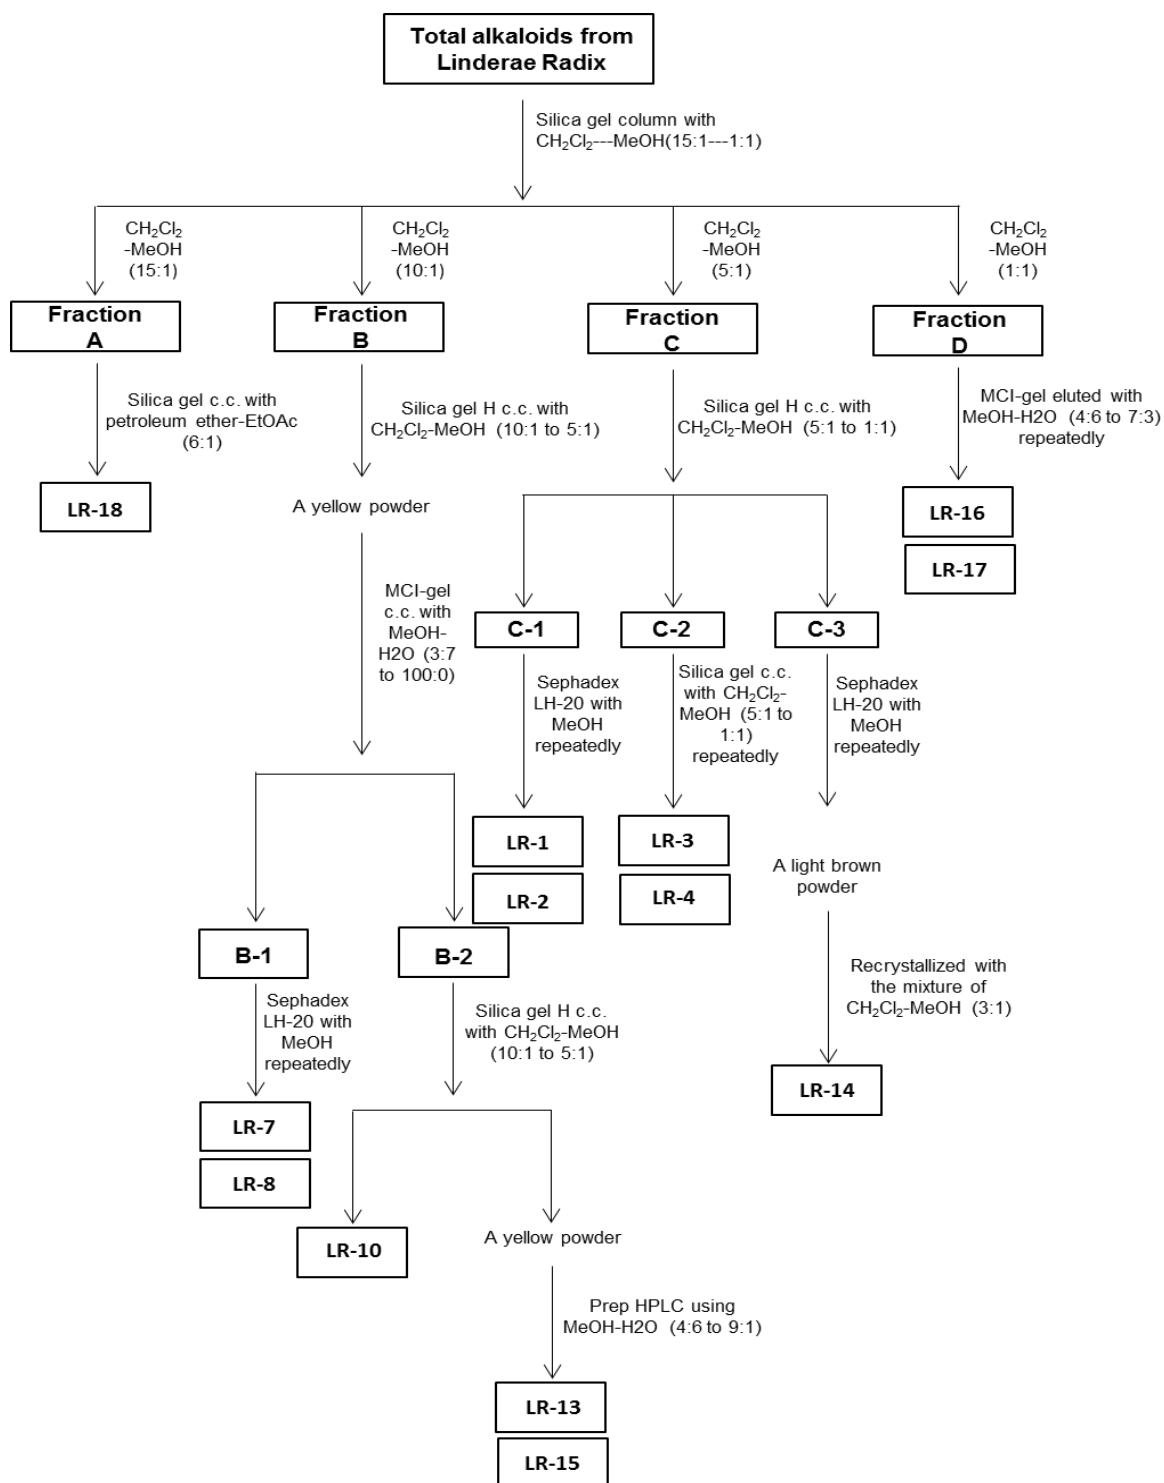 Total alkaloids from
Linderae Radix
Silica gel column with
CH₂Cl₂---MeOH(15:1---1:1)
CH₂Cl₂
-MeOH
(15:1)
CH₂Cl₂
-MeOH
(10:1)
CH₂Cl₂
-MeOH
(5:1)
CH₂Cl₂
-MeOH
(1:1)
Fraction
A
Fraction
B
Fraction
C
Fraction
D
Silica gel c.c. with
petroleum ether-EtOAc
(6:1)
Silica gel H c.c. with
CH₂Cl₂-MeOH (10:1 to 5:1)
Silica gel H c.c. with
CH₂Cl₂-MeOH (5:1 to 1:1)
MCI-gel eluted with
MeOH-H2O (4:6 to 7:3)
repeatedly
LR-18
A yellow powder
LR-16
LR-17
MCI-gel
c.c. with
MeOH-
H2O (3:7
to 100:0)
C-1
C-2
C-3
Sephadex
LH-20 with
MeOH
repeatedly
Silica gel c.c.
with CH₂Cl₂-
MeOH (5:1 to
1:1)
repeatedly
Sephadex
LH-20 with
MeOH
repeatedly
LR-1
LR-2
LR-3
LR-4
A light brown
powder
B-1
B-2
Recrystallized with
the mixture of
CH₂Cl₂-MeOH (3:1)
Sephadex
LH-20 with
MeOH
repeatedly
Silica gel H c.c.
with CH₂Cl₂-MeOH
(10:1 to 5:1)
LR-14
LR-7
LR-8
LR-10
A yellow powder
Prep HPLC using
MeOH-H2O (4:6 to 9:1)
LR-13
LR-15